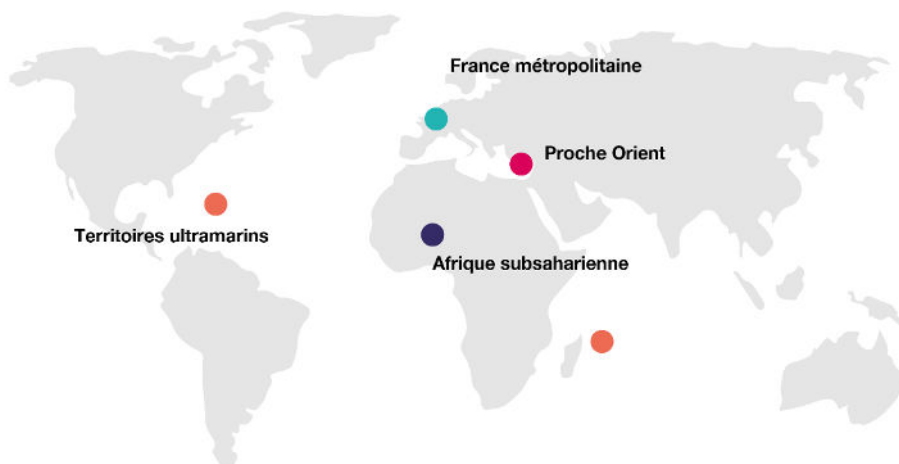 France métropolitaine
Proche Orient
Territoires ultramarins
Afrique subsaharienne